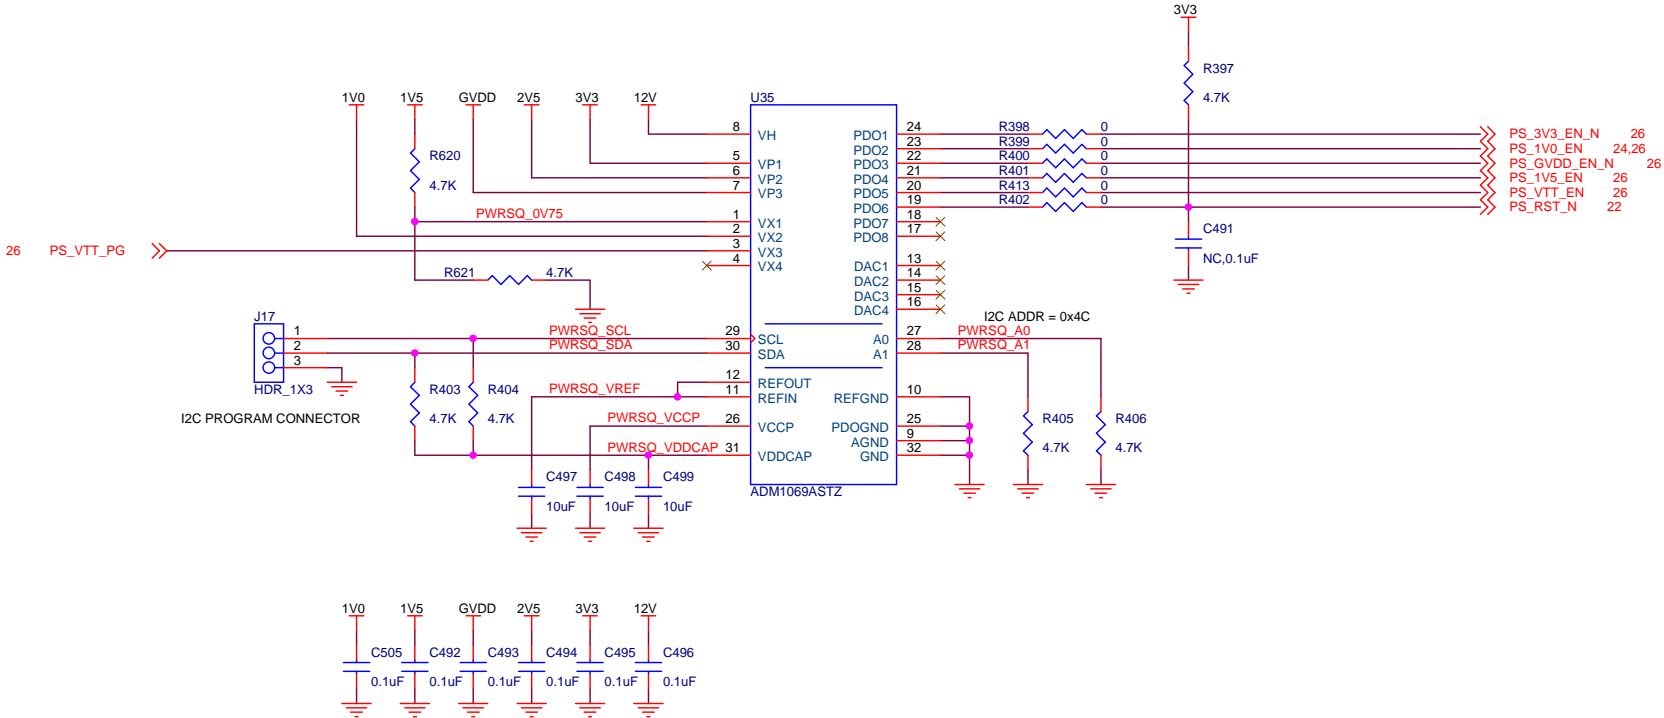 3V3
R397
4.7K
1V0 1V5 GVDD 2V5 3V3 12V U35
8 VH PDO1 24 R398 0 PS_3V3_EN_N 26
PDO2 23 R399 0 PS_1V0_EN 24,26
R620 5 VP1 PDO3 22 R400 0 PS_GVDD_EN_N 26
6 VP2 PDO4 21 R401 0 PS_1V5_EN 26
4.7K 7 VP3 PDO5 20 R413 0 PS_VTT_EN 26
PDO6 19 R402 0 PS_RST_N 22
PWRSQ_0V75 1 VX1 PDO7 18
2 VX2 PDO8 17 C491
26 PS_VTT_PG 3 VX3
4 VX4 DAC1 13 NC,0.1uF
R621 4.7K DAC2 14
DAC3 15
DAC4 16
J17 I2C ADDR = 0x4C
1 PWRSQ_SCL 29 SCL A0 27 PWRSQ_A0
2 PWRSQ_SDA 30 SDA A1 28 PWRSQ_A1
3
12 REFOUT
HDR_1X3 R403 R404 PWRSQ_VREF 11 REFIN REFGND 10
I2C PROGRAM CONNECTOR 4.7K 4.7K PWRSQ_VCCP 26 VCCP PDOGND 25 R405 R406
AGND 9
PWRSQ_VDDCAP 31 VDDCAP GND 32 4.7K 4.7K
C497 C498 C499
ADM1069ASTZ
10uF 10uF 10uF
1V0 1V5 GVDD 2V5 3V3 12V
C505 C492 C493 C494 C495 C496
0.1uF 0.1uF 0.1uF 0.1uF 0.1uF 0.1uF